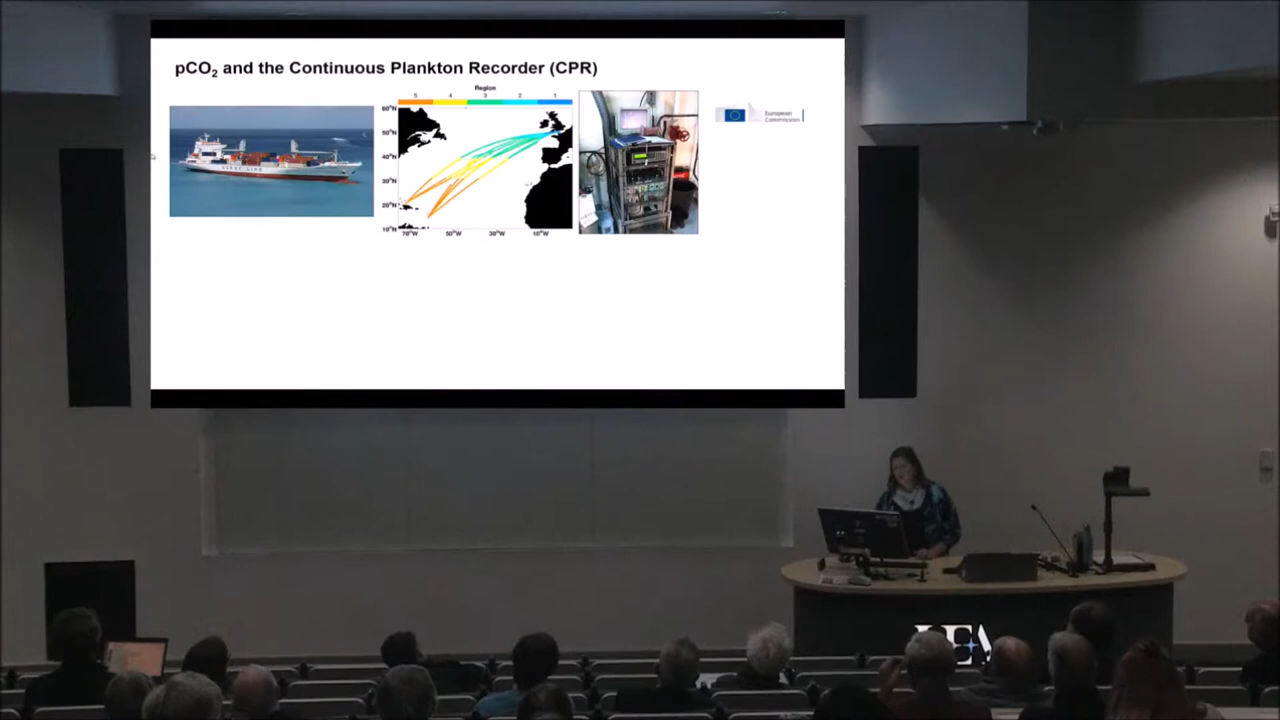 pCO₂ and the Continuous Plankton Recorder (CPR)
Region
5 4 3 2 1
60°N
50°N
40°N
30°N
20°N
10°N
70°W 50°W 30°W 10°W
European
Commission
UEA